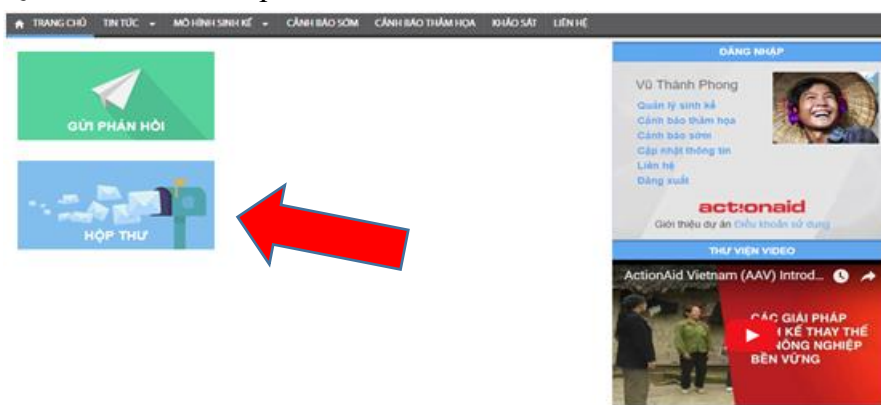 TRANG CHỦ TIN TỨC MÔ HÌNH SINH KẾ CẢNH BÁO SỚM CẢNH BÁO THẢM HỌA KHẢO SÁT LIÊN HỆ
GỬI PHẢN HỒI
HỘP THƯ
ĐĂNG NHẬP
Vũ Thành Phong
Quản lý sinh kế
Cảnh báo thảm họa
Cảnh báo sớm
Cập nhật thông tin
Liên hệ
Đăng xuất
act:onaid
Giới thiệu dự án Điều khoản sử dụng
THƯ VIỆN VIDEO
ActionAid Vietnam (AAV) Introd...
CÁC GIẢI PHÁP
KẾ THAY THẾ
NÔNG NGHIỆP
BỀN VỮNG